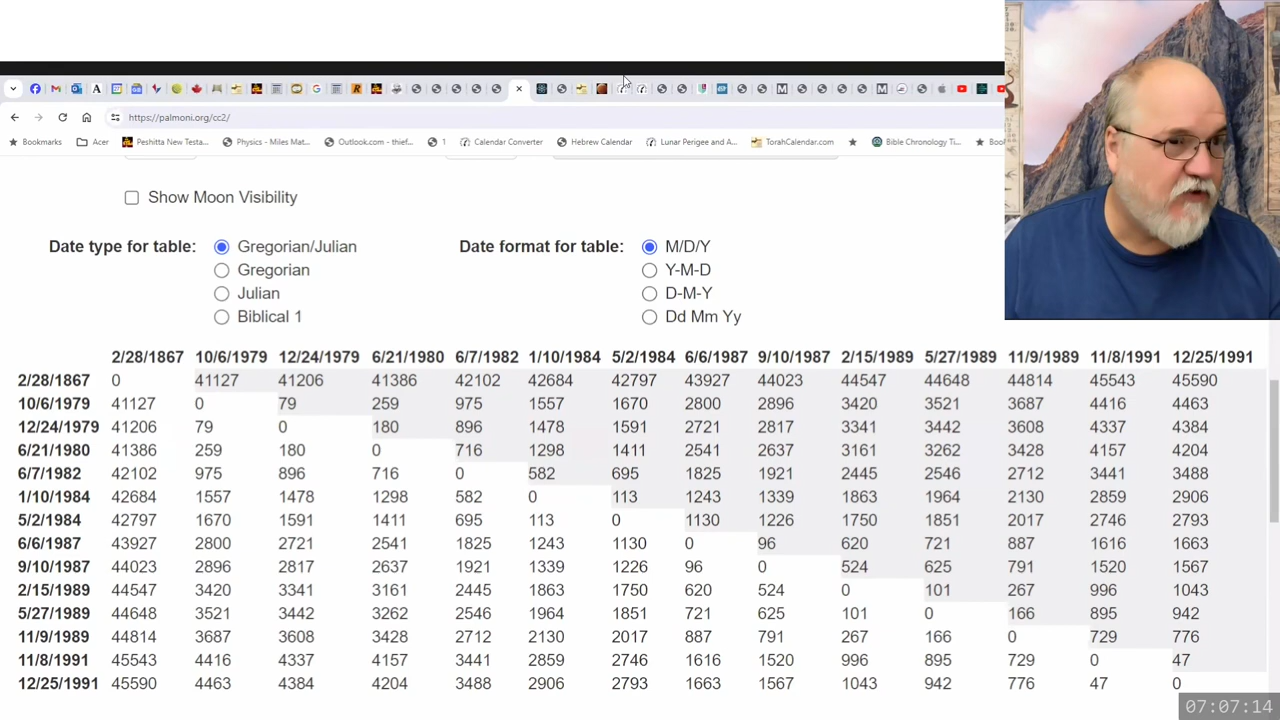 https://palmoni.org/cc2/
Bookmarks Acer Peshitta New Testa... Physics - Miles Mat... Outlook.com - thief... 1 Calendar Converter Hebrew Calendar Lunar Perigee and A... TorahCalendar.com Bible Chronology Ti...
Show Moon Visibility
Date type for table: Gregorian/Julian Date format for table: M/D/Y
Gregorian Y-M-D
Julian D-M-Y
Biblical 1 Dd Mm Yy
2/28/1867 10/6/1979 12/24/1979 6/21/1980 6/7/1982 1/10/1984 5/2/1984 6/6/1987 9/10/1987 2/15/1989 5/27/1989 11/9/1989 11/8/1991 12/25/1991
2/28/1867 0 41127 41206 41386 42102 42684 42797 43927 44023 44547 44648 44814 45543 45590
10/6/1979 41127 0 79 259 975 1557 1670 2800 2896 3420 3521 3687 4416 4463
12/24/1979 41206 79 0 180 896 1478 1591 2721 2817 3341 3442 3608 4337 4384
6/21/1980 41386 259 180 0 716 1298 1411 2541 2637 3161 3262 3428 4157 4204
6/7/1982 42102 975 896 716 0 582 695 1825 1921 2445 2546 2712 3441 3488
1/10/1984 42684 1557 1478 1298 582 0 113 1243 1339 1863 1964 2130 2859 2906
5/2/1984 42797 1670 1591 1411 695 113 0 1130 1226 1750 1851 2017 2746 2793
6/6/1987 43927 2800 2721 2541 1825 1243 1130 0 96 620 721 887 1616 1663
9/10/1987 44023 2896 2817 2637 1921 1339 1226 96 0 524 625 791 1520 1567
2/15/1989 44547 3420 3341 3161 2445 1863 1750 620 524 0 101 267 996 1043
5/27/1989 44648 3521 3442 3262 2546 1964 1851 721 625 101 0 166 895 942
11/9/1989 44814 3687 3608 3428 2712 2130 2017 887 791 267 166 0 729 776
11/8/1991 45543 4416 4337 4157 3441 2859 2746 1616 1520 996 895 729 0 47
12/25/1991 45590 4463 4384 4204 3488 2906 2793 1663 1567 1043 942 776 47 0
07:07:14